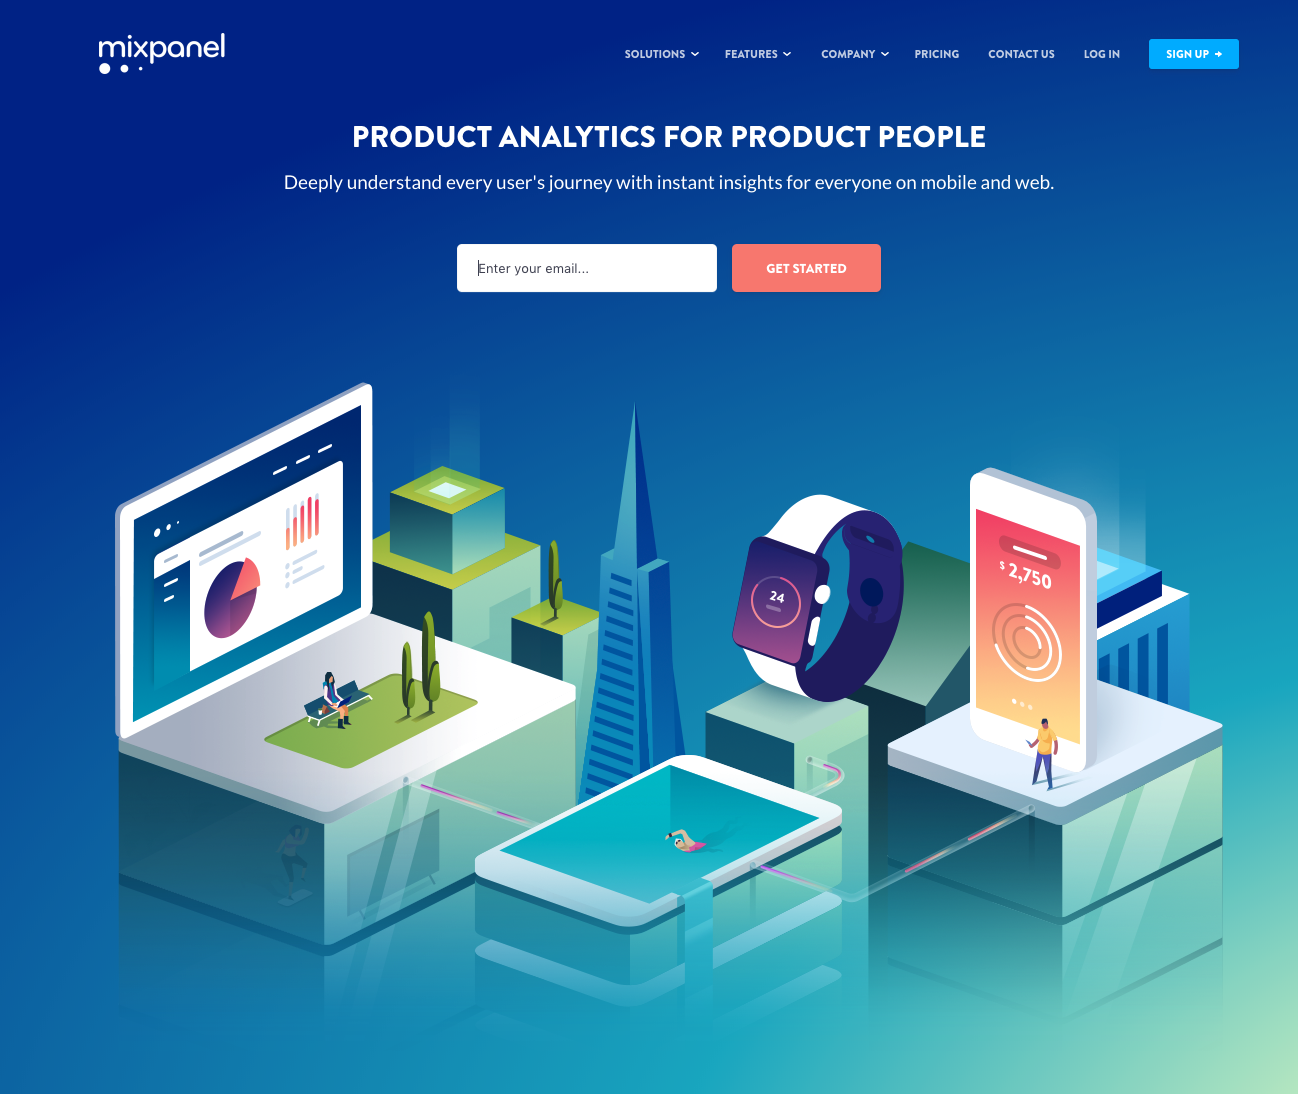 mixpanel
SOLUTIONS
FEATURES
COMPANY
PRICING
CONTACT US
LOG IN
SIGN UP
PRODUCT ANALYTICS FOR PRODUCT PEOPLE
Deeply understand every user's journey with instant insights for everyone on mobile and web.
Enter your email...
GET STARTED
$2,750
24